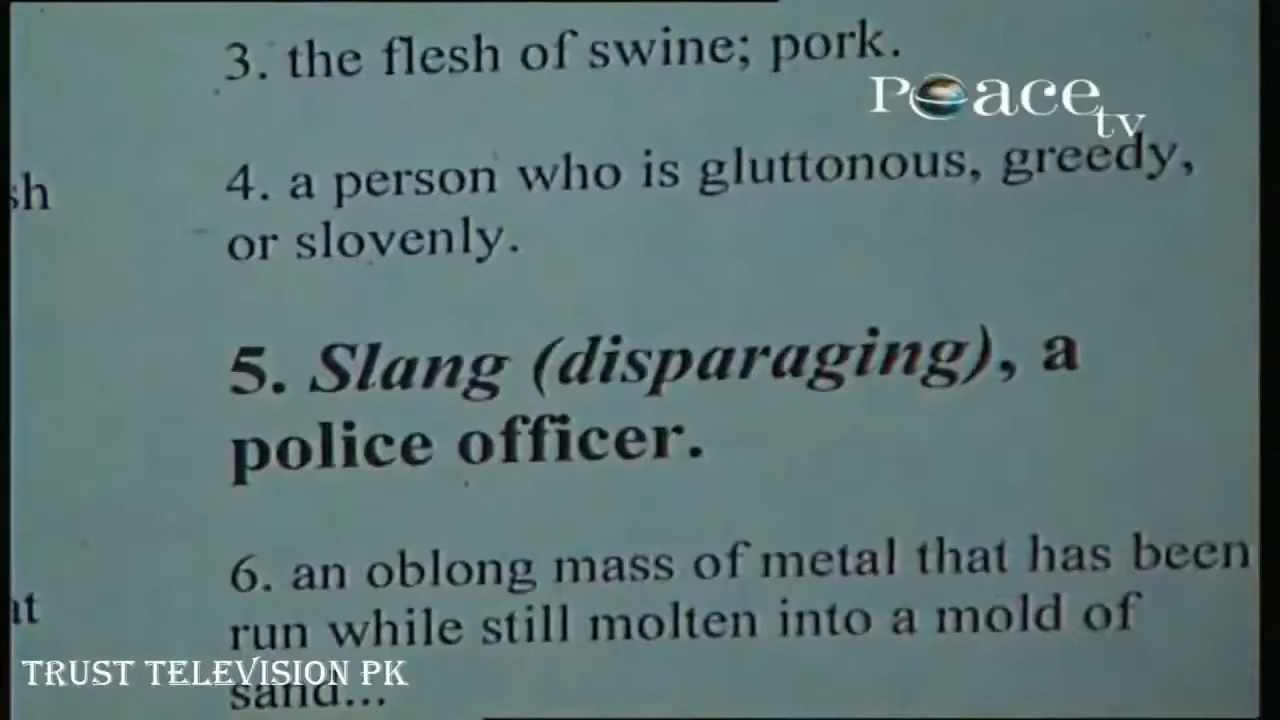 3. the flesh of swine; pork.
Peace
tv
sh
4. a person who is gluttonous, greedy,
or slovenly.
5. Slang (disparaging), a
police officer.
6. an oblong mass of metal that has been
at
run while still molten into a mold of
TRUST TELEVISION PK
sand...